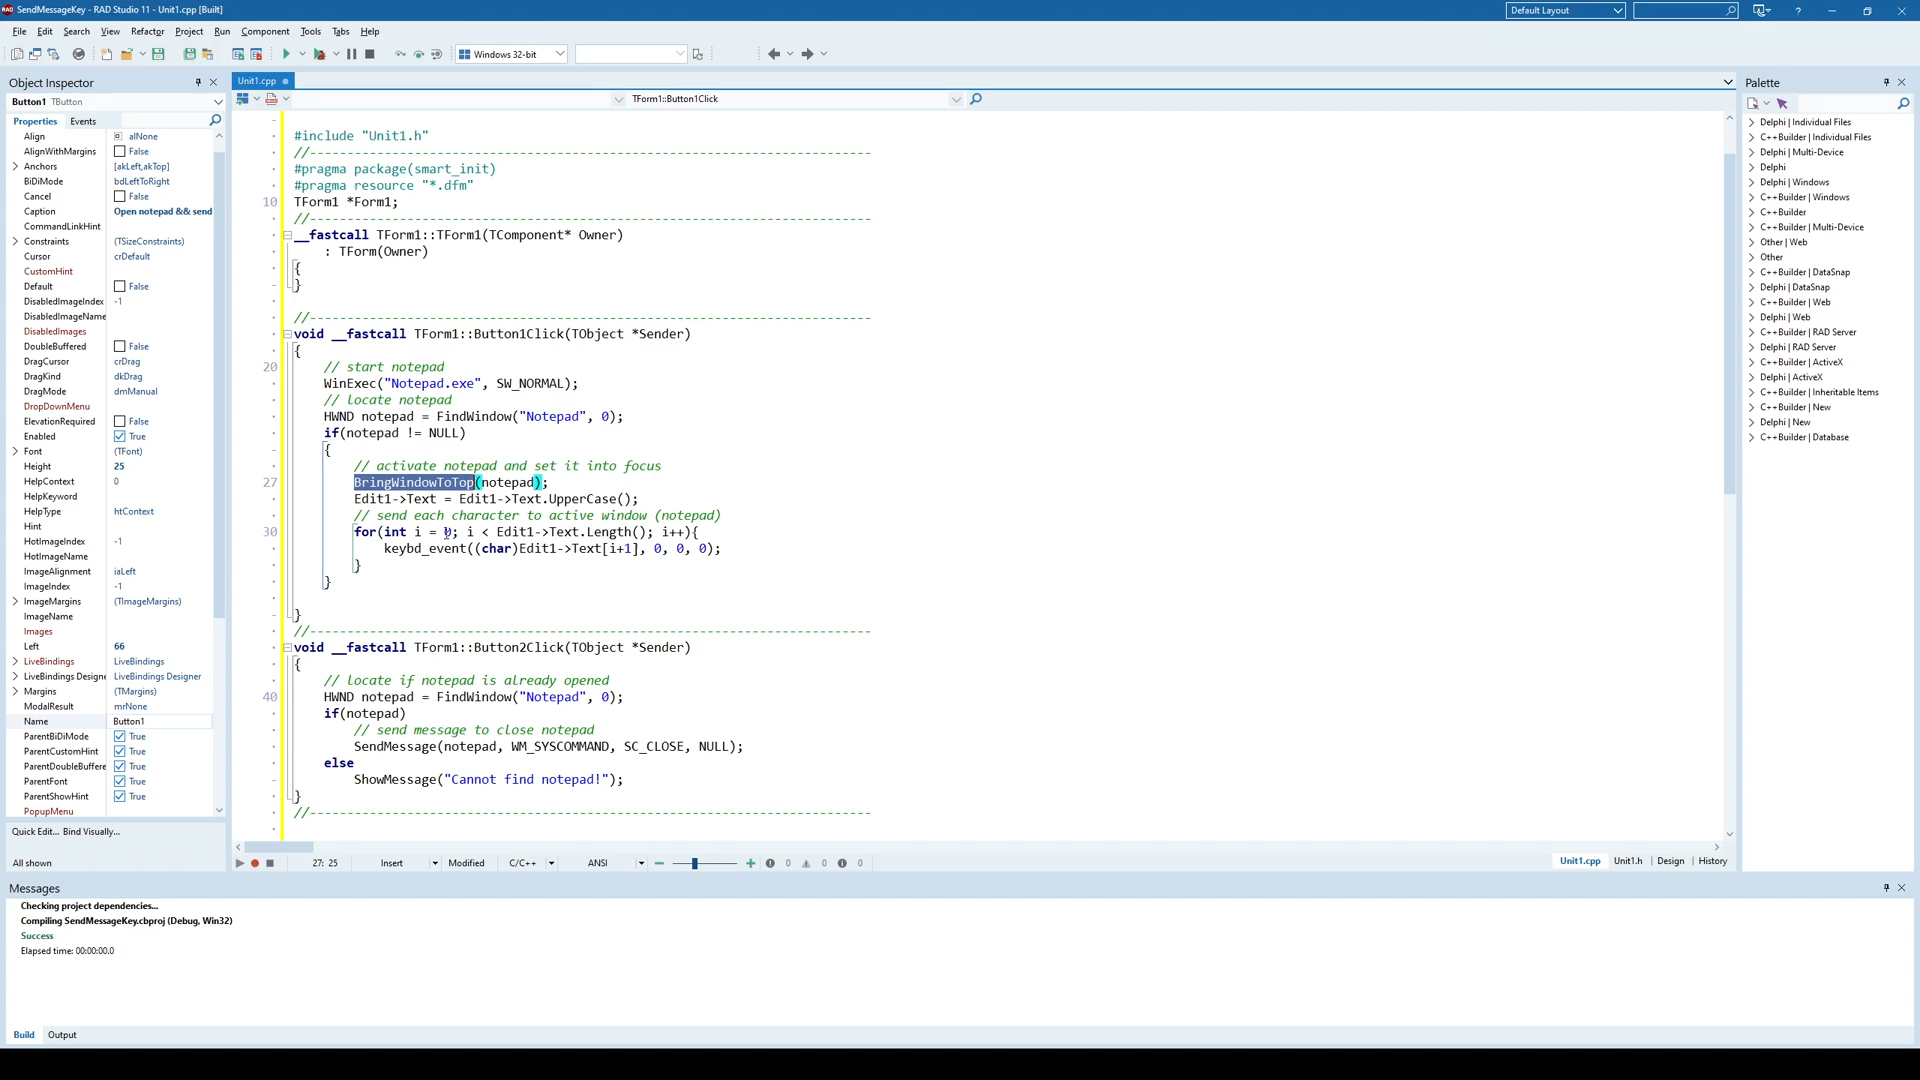 SendMessageKey - RAD Studio 11 - Unit1.cpp [Built]
Default Layout
File Edit Search View Refactor Project Run Component Tools Tabs Help
Windows 32-bit
Object Inspector
Button1 TButton
Properties Events
Align alNone
AlignWithMargins False
Anchors [akLeft,akTop]
BiDiMode bdLeftToRight
Cancel False
Caption Open notepad && send
CommandLinkHint
Constraints (TSizeConstraints)
Cursor crDefault
CustomHint
Default False
DisabledImageIndex -1
DisabledImageName
DisabledImages
DoubleBuffered False
DragCursor crDrag
DragKind dkDrag
DragMode dmManual
DropDownMenu
ElevationRequired False
Enabled True
Font (TFont)
Height 25
HelpContext 0
HelpKeyword
HelpType htContext
Hint
HotImageIndex -1
HotImageName
ImageAlignment iaLeft
ImageIndex -1
ImageMargins (TImageMargins)
ImageName
Images
Left 66
LiveBindings LiveBindings
LiveBindings Designe LiveBindings Designer
Margins (TMargins)
ModalResult mrNone
Name Button1
ParentBiDiMode True
ParentCustomHint True
ParentDoubleBuffere True
ParentFont True
ParentShowHint True
PopupMenu
Quick Edit... Bind Visually...
All shown
Unit1.cpp
TForm1::Button1Click
#include "Unit1.h"
//---------------------------------------------------------------------------
#pragma package(smart_init)
#pragma resource "*.dfm"
10 TForm1 *Form1;
//---------------------------------------------------------------------------
__fastcall TForm1::TForm1(TComponent* Owner)
: TForm(Owner)
{
}
//---------------------------------------------------------------------------
void __fastcall TForm1::Button1Click(TObject *Sender)
{
20 // start notepad
WinExec("Notepad.exe", SW_NORMAL);
// locate notepad
HWND notepad = FindWindow("Notepad", 0);
if(notepad != NULL)
{
// activate notepad and set it into focus
27 BringWindowToTop(notepad);
Edit1->Text = Edit1->Text.UpperCase();
// send each character to active window (notepad)
30 for(int i = 0; i < Edit1->Text.Length(); i++){
keybd_event((char)Edit1->Text[i+1], 0, 0, 0);
}
}
}
//---------------------------------------------------------------------------
void __fastcall TForm1::Button2Click(TObject *Sender)
{
// locate if notepad is already opened
40 HWND notepad = FindWindow("Notepad", 0);
if(notepad)
// send message to close notepad
SendMessage(notepad, WM_SYSCOMMAND, SC_CLOSE, NULL);
else
ShowMessage("Cannot find notepad!");
}
//---------------------------------------------------------------------------
27: 25 Insert Modified C/C++ ANSI 0 0 0
Unit1.cpp Unit1.h Design History
Palette
Delphi | Individual Files
C++Builder | Individual Files
Delphi | Multi-Device
Delphi
Delphi | Windows
C++Builder | Windows
C++Builder
C++Builder | Multi-Device
Other | Web
Other
C++Builder | DataSnap
Delphi | DataSnap
C++Builder | Web
Delphi | Web
C++Builder | RAD Server
Delphi | RAD Server
C++Builder | ActiveX
Delphi | ActiveX
C++Builder | Inheritable Items
C++Builder | New
Delphi | New
C++Builder | Database
Messages
Checking project dependencies...
Compiling SendMessageKey.cbproj (Debug, Win32)
Success
Elapsed time: 00:00:00.0
Build Output